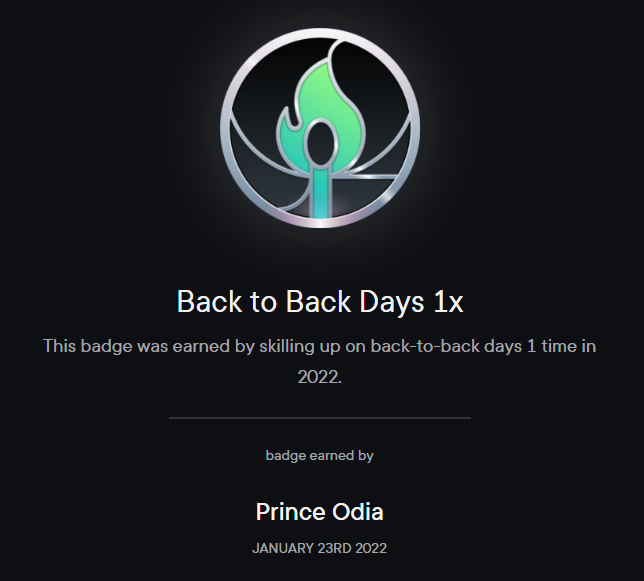 Back to Back Days 1x
This badge was earned by skilling up on back-to-back days 1 time in
2022.
badge earned by
Prince Odia
JANUARY 23RD 2022